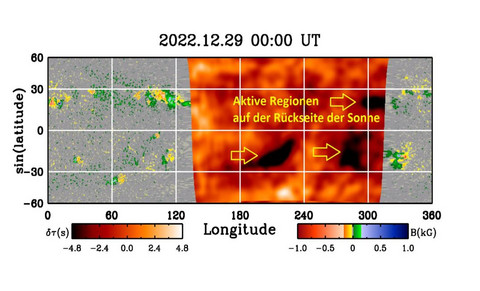 2022.12.29 00:00 UT
60
30
0
−30
−60
sin(latitude)
Aktive Regionen
auf der Rückseite der Sonne
0 60 120 180 240 300 360
Longitude
δτ(s)
−4.8 −2.4 0.0 2.4 4.8
B(kG)
−1.0 −0.5 0.0 0.5 1.0